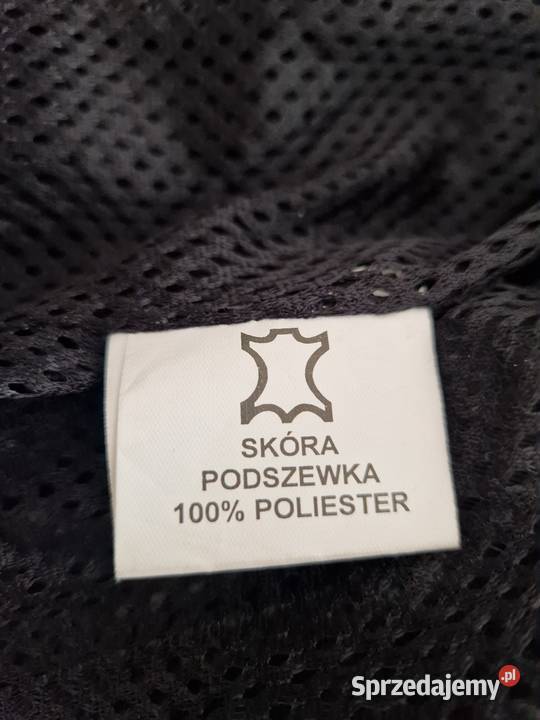 SKÓRA
PODSZEWKA
100% POLIESTER
Sprzedajemy.pl